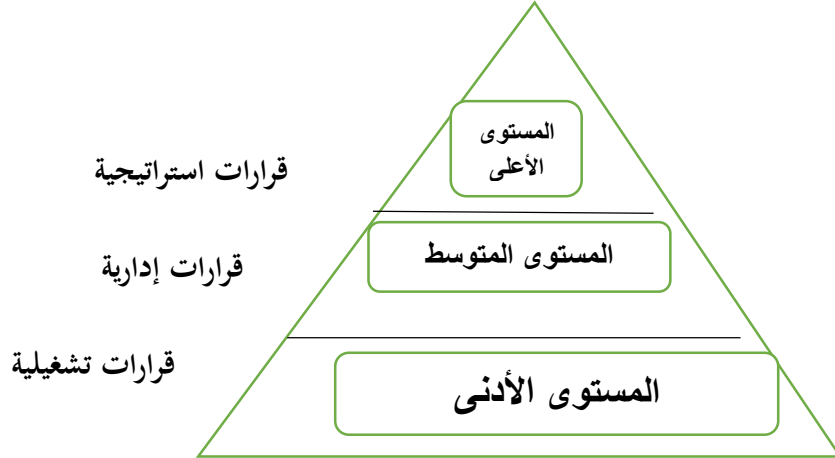 المستوى
الأعلى
قرارات استراتيجية
المستوى المتوسط
قرارات إدارية
قرارات تشغيلية
المستوى الأدنى